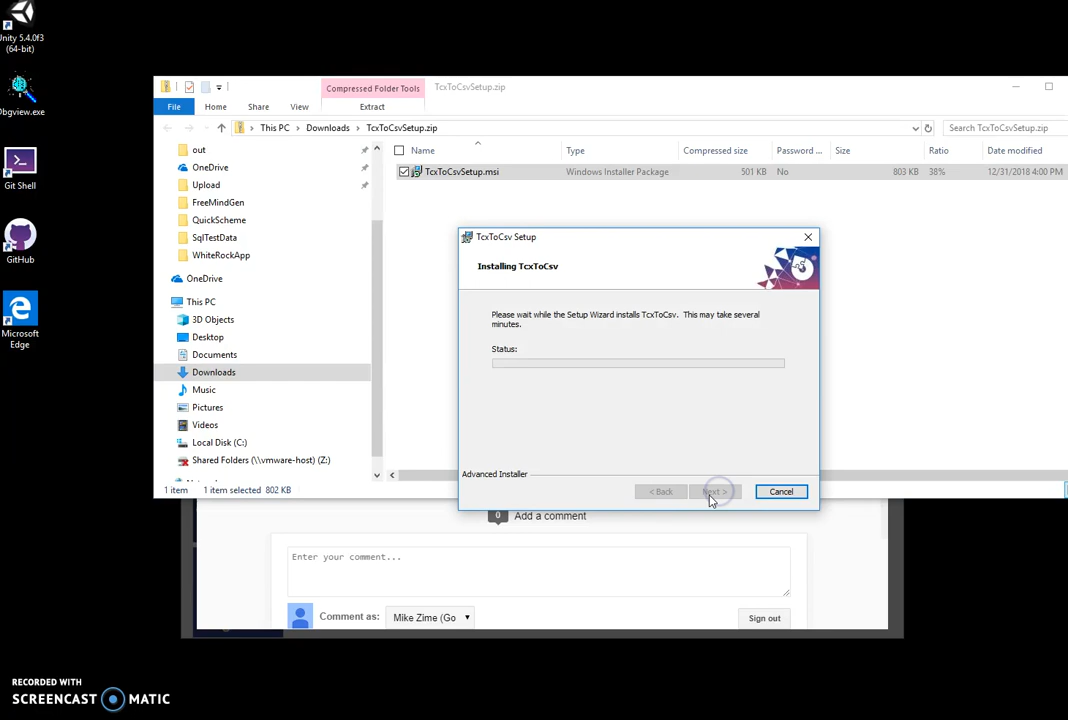 Unity 5.4.0f3
(64-bit)
Dbgview.exe
Git Shell
GitHub
Microsoft
Edge
Compressed Folder Tools
TcxToCsvSetup.zip
File
Home
Share
View
Extract
This PC
Downloads
TcxToCsvSetup.zip
Search TcxToCsvSetup.zip
out
OneDrive
Upload
FreeMindGen
QuickScheme
SqlTestData
WhiteRockApp
OneDrive
This PC
3D Objects
Desktop
Documents
Downloads
Music
Pictures
Videos
Local Disk (C:)
Shared Folders (\\vmware-host) (Z:)
Name
Type
Compressed size
Password ...
Size
Ratio
Date modified
TcxToCsvSetup.msi
Windows Installer Package
501 KB
No
803 KB
38%
12/31/2018 4:00 PM
1 item
1 item selected 802 KB
TcxToCsv Setup
Installing TcxToCsv
Please wait while the Setup Wizard installs TcxToCsv. This may take several
minutes.
Status:
Advanced Installer
< Back
Next >
Cancel
0
Add a comment
Enter your comment...
Comment as:
Mike Zime (Go
Sign out
RECORDED WITH
SCREENCAST MATIC